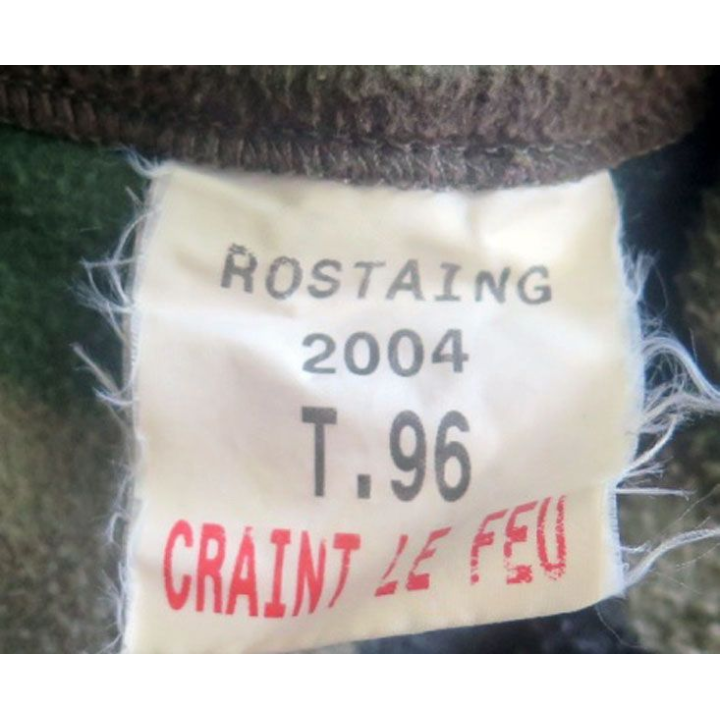 ROSTAING
2004
T.96
CRAINT LE FEU